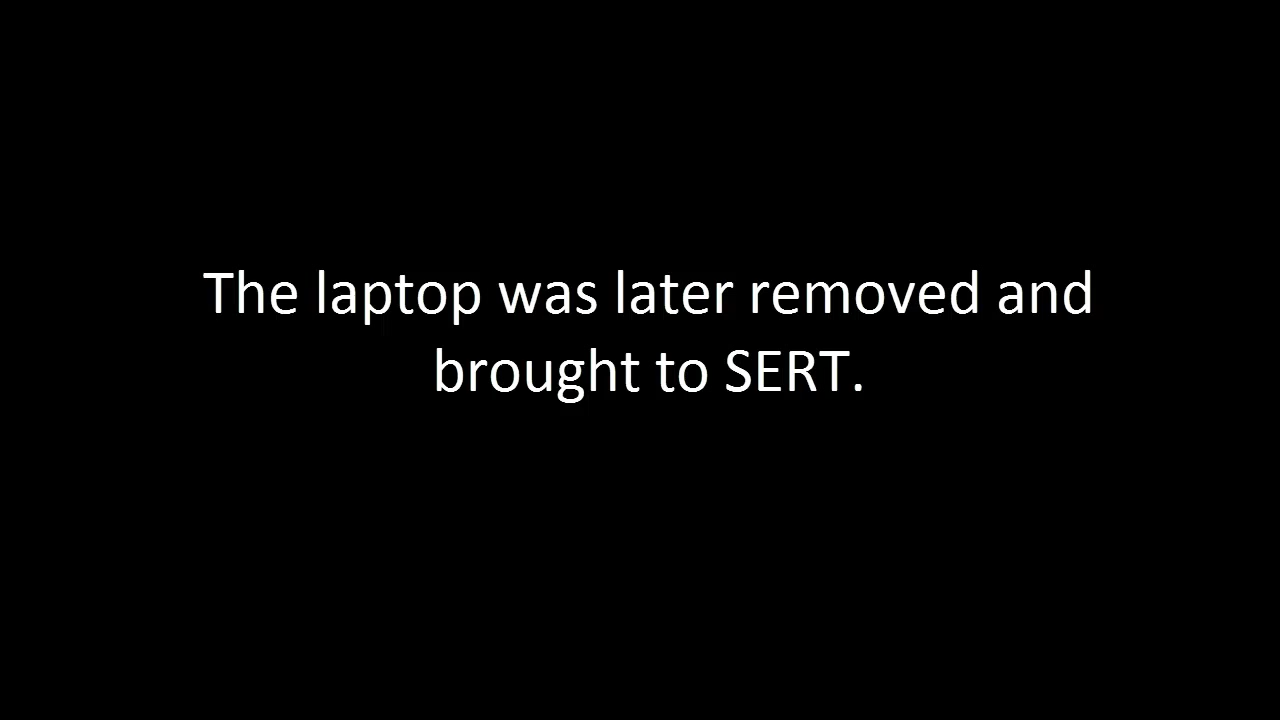 The laptop was later removed and
brought to SERT.